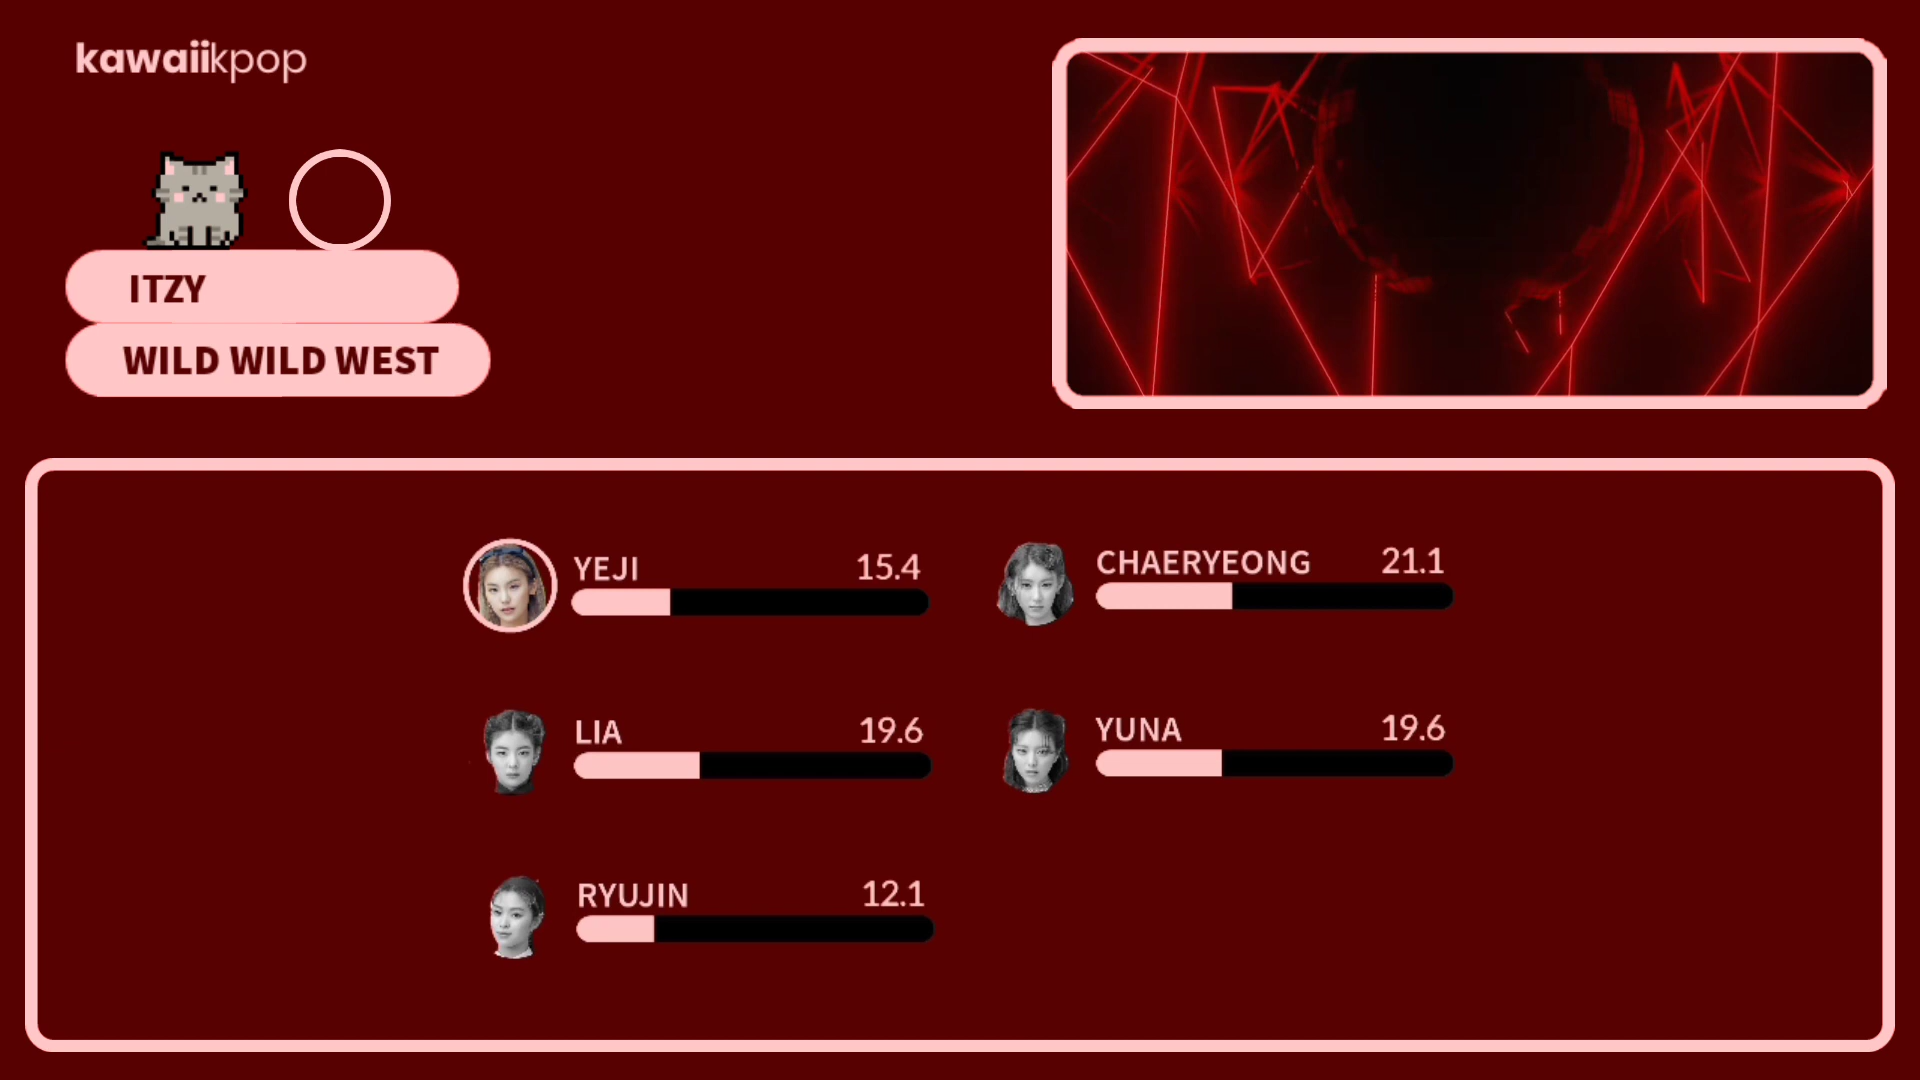 kawaiikpop
ITZY
WILD WILD WEST
YEJI 15.4
CHAERYEONG 21.1
LIA 19.6
YUNA 19.6
RYUJIN 12.1